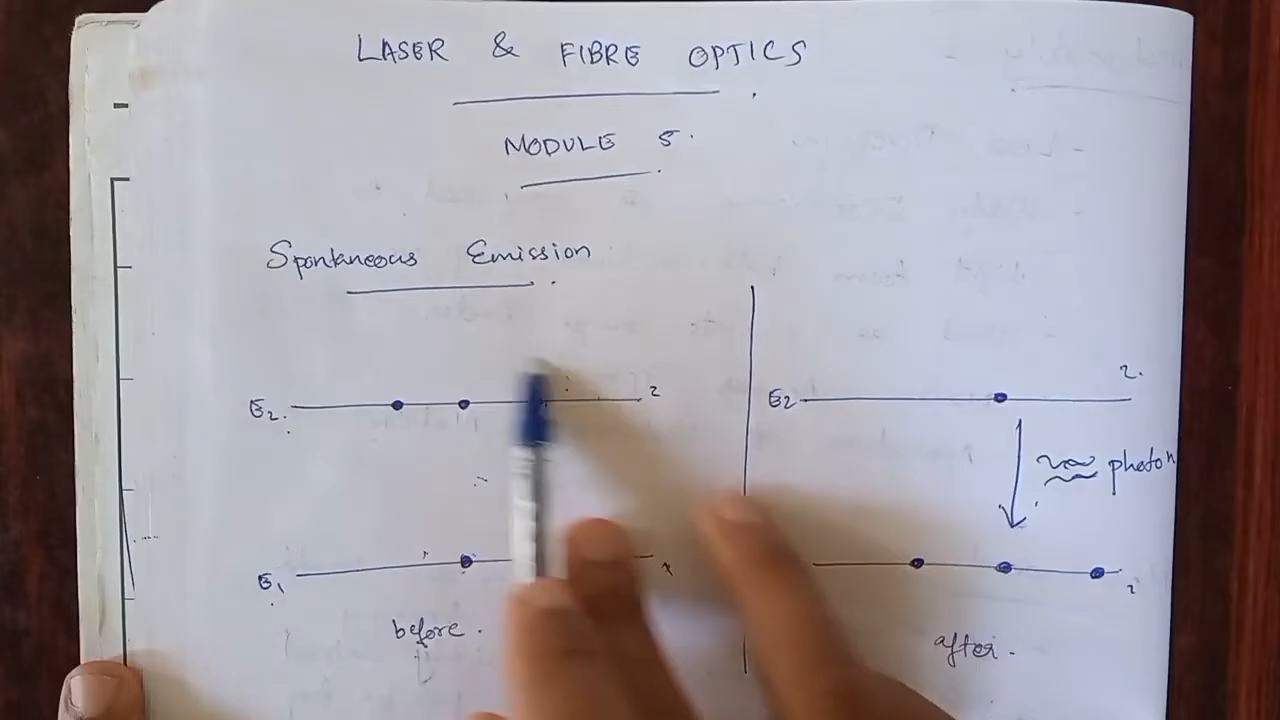 LASER & FIBRE OPTICS
MODULE 5.
Spontaneous Emission
E2. 2
E1 1
before.
E2 2.
photon
1
after.